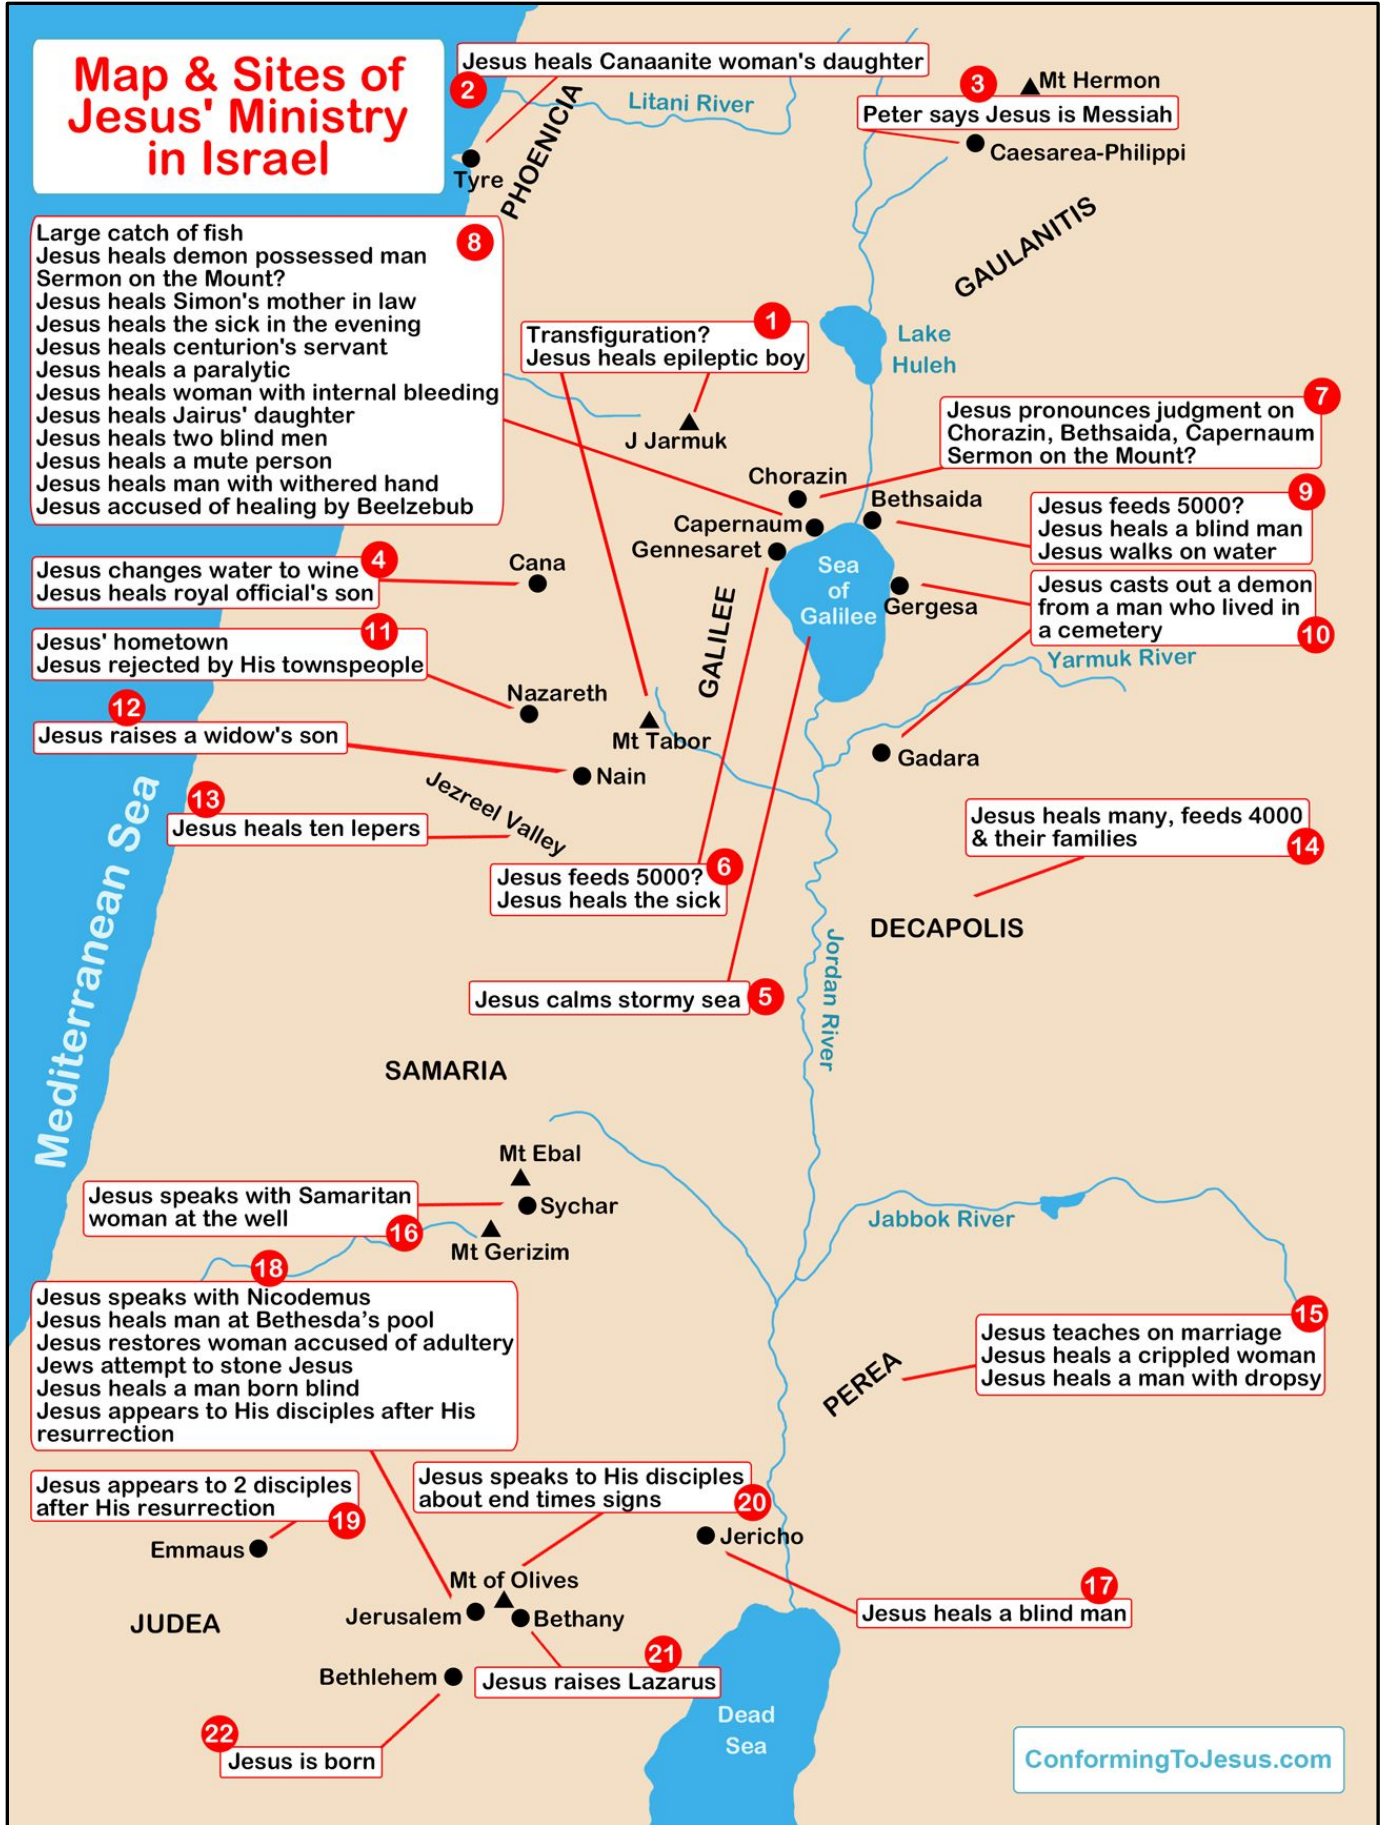 Map & Sites of
Jesus' Ministry
in Israel
Jesus heals Canaanite woman's daughter
2
Litani River
PHOENICIA
Tyre
3
Mt Hermon
Peter says Jesus is Messiah
Caesarea-Philippi
GAULANITIS
Large catch of fish
8
Jesus heals demon possessed man
Sermon on the Mount?
Jesus heals Simon's mother in law
Jesus heals the sick in the evening
Jesus heals centurion's servant
Jesus heals a paralytic
Jesus heals woman with internal bleeding
Jesus heals Jairus' daughter
Jesus heals two blind men
Jesus heals a mute person
Jesus heals man with withered hand
Jesus accused of healing by Beelzebub
1
Transfiguration?
Jesus heals epileptic boy
J Jarmuk
Lake
Huleh
7
Jesus pronounces judgment on
Chorazin, Bethsaida, Capernaum
Sermon on the Mount?
Chorazin
Bethsaida
Capernaum
Gennesaret
9
Jesus feeds 5000?
Jesus heals a blind man
Jesus walks on water
Sea
of
Galilee
Gergesa
Jesus casts out a demon
from a man who lived in
a cemetery
10
Yarmuk River
4
Jesus changes water to wine
Jesus heals royal official's son
Cana
GALILEE
11
Jesus' hometown
Jesus rejected by His townspeople
Nazareth
12
Jesus raises a widow's son
Mt Tabor
Nain
Gadara
13
Jesus heals ten lepers
Jezreel Valley
Mediterranean Sea
6
Jesus feeds 5000?
Jesus heals the sick
Jesus heals many, feeds 4000
& their families
14
DECAPOLIS
Jordan River
Jesus calms stormy sea
5
SAMARIA
Mt Ebal
Jesus speaks with Samaritan
woman at the well
16
Sychar
Mt Gerizim
Jabbok River
18
Jesus speaks with Nicodemus
Jesus heals man at Bethesda's pool
Jesus restores woman accused of adultery
Jews attempt to stone Jesus
Jesus heals a man born blind
Jesus appears to His disciples after His
resurrection
15
Jesus teaches on marriage
Jesus heals a crippled woman
Jesus heals a man with dropsy
PEREA
Jesus appears to 2 disciples
after His resurrection
19
Emmaus
Jesus speaks to His disciples
about end times signs
20
Jericho
Mt of Olives
Jerusalem
Bethany
17
Jesus heals a blind man
JUDEA
21
Jesus raises Lazarus
Bethlehem
22
Jesus is born
Dead
Sea
ConformingToJesus.com